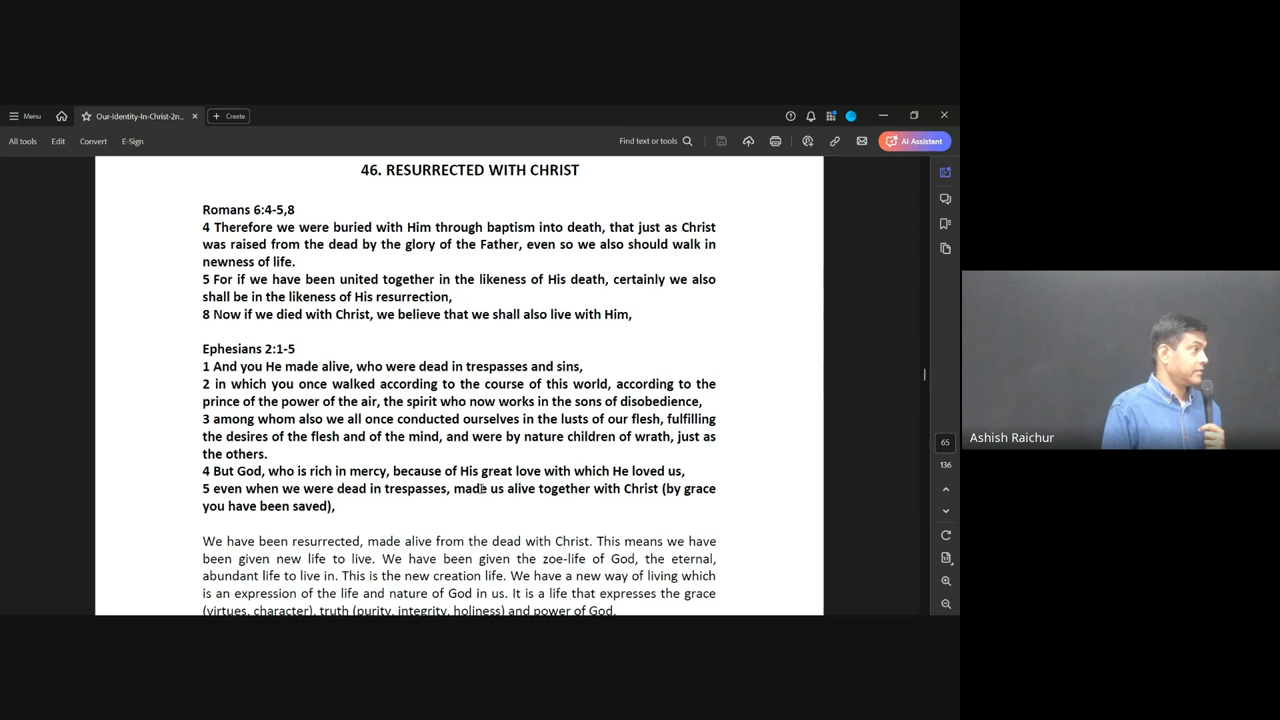 Menu
Our-Identity-In-Christ-2n...
Create
All tools
Edit
Convert
E-Sign
Find text or tools
AI Assistant
46. RESURRECTED WITH CHRIST
Romans 6:4-5,8
4 Therefore we were buried with Him through baptism into death, that just as Christ
was raised from the dead by the glory of the Father, even so we also should walk in
newness of life.
5 For if we have been united together in the likeness of His death, certainly we also
shall be in the likeness of His resurrection,
8 Now if we died with Christ, we believe that we shall also live with Him,
Ephesians 2:1-5
1 And you He made alive, who were dead in trespasses and sins,
2 in which you once walked according to the course of this world, according to the
prince of the power of the air, the spirit who now works in the sons of disobedience,
3 among whom also we all once conducted ourselves in the lusts of our flesh, fulfilling
the desires of the flesh and of the mind, and were by nature children of wrath, just as
the others.
4 But God, who is rich in mercy, because of His great love with which He loved us,
5 even when we were dead in trespasses, made us alive together with Christ (by grace
you have been saved),
We have been resurrected, made alive from the dead with Christ. This means we have
been given new life to live. We have been given the zoe-life of God, the eternal,
abundant life to live in. This is the new creation life. We have a new way of living which
is an expression of the life and nature of God in us. It is a life that expresses the grace
(virtues, character), truth (purity, integrity, holiness) and power of God.
65
136
Ashish Raichur